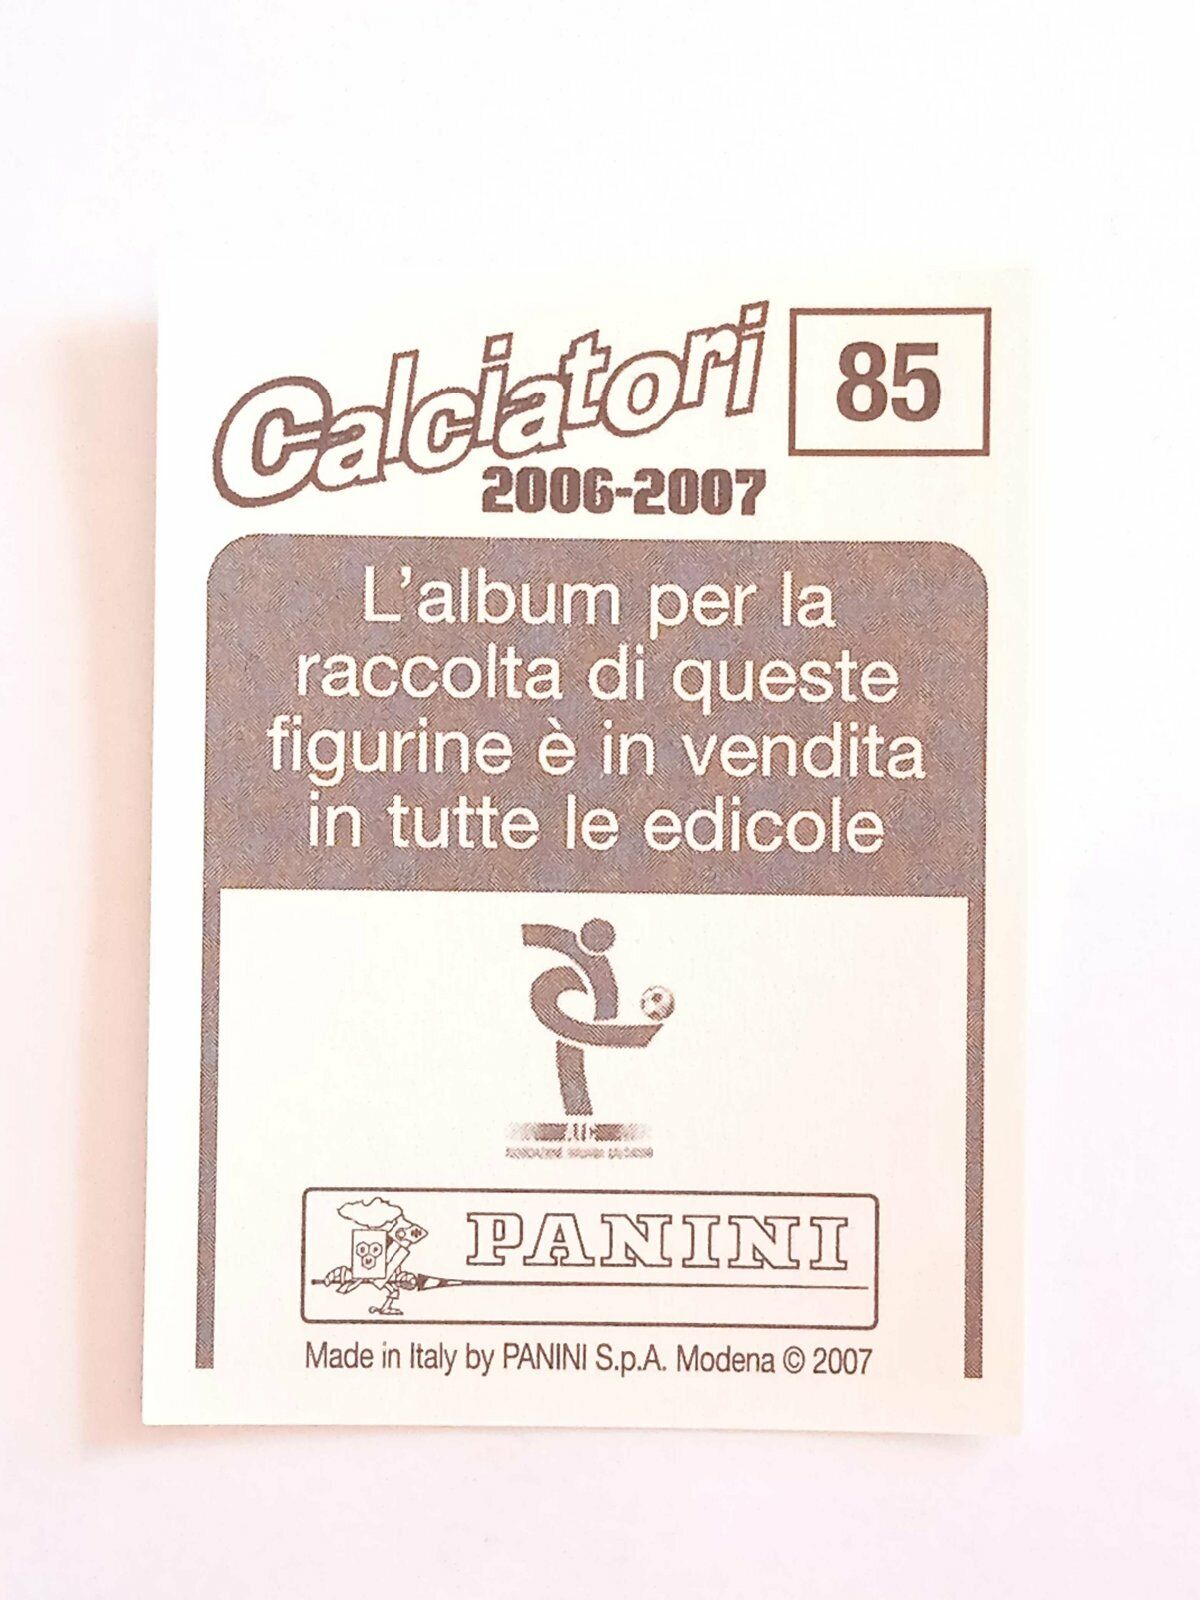 Calciatori
85
2006-2007
L'album per la
raccolta di queste
figurine è in vendita
in tutte le edicole
PANINI
Made in Italy by PANINI S.p.A. Modena © 2007